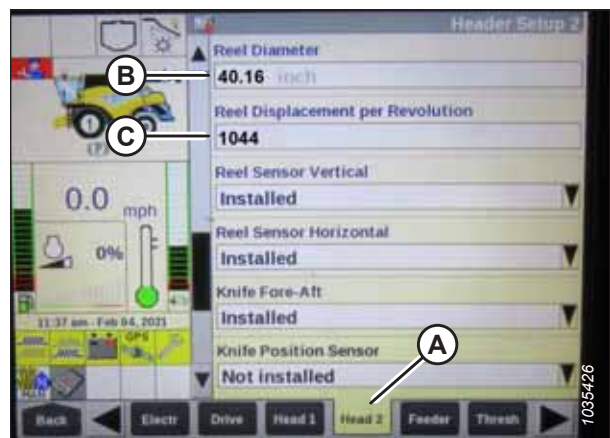 Header Setup 2
Reel Diameter
B
40.16 inch
Reel Displacement per Revolution
C
1044
Reel Sensor Vertical
Installed
0.0 mph
Reel Sensor Horizontal
0%
Installed
Knife Fore-Aft
Installed
11:37 am - Feb 04, 2021
GPS
Knife Position Sensor
A
Not installed
Back
Electr
Drive
Head 1
Head 2
Feeder
Thresh
1035426